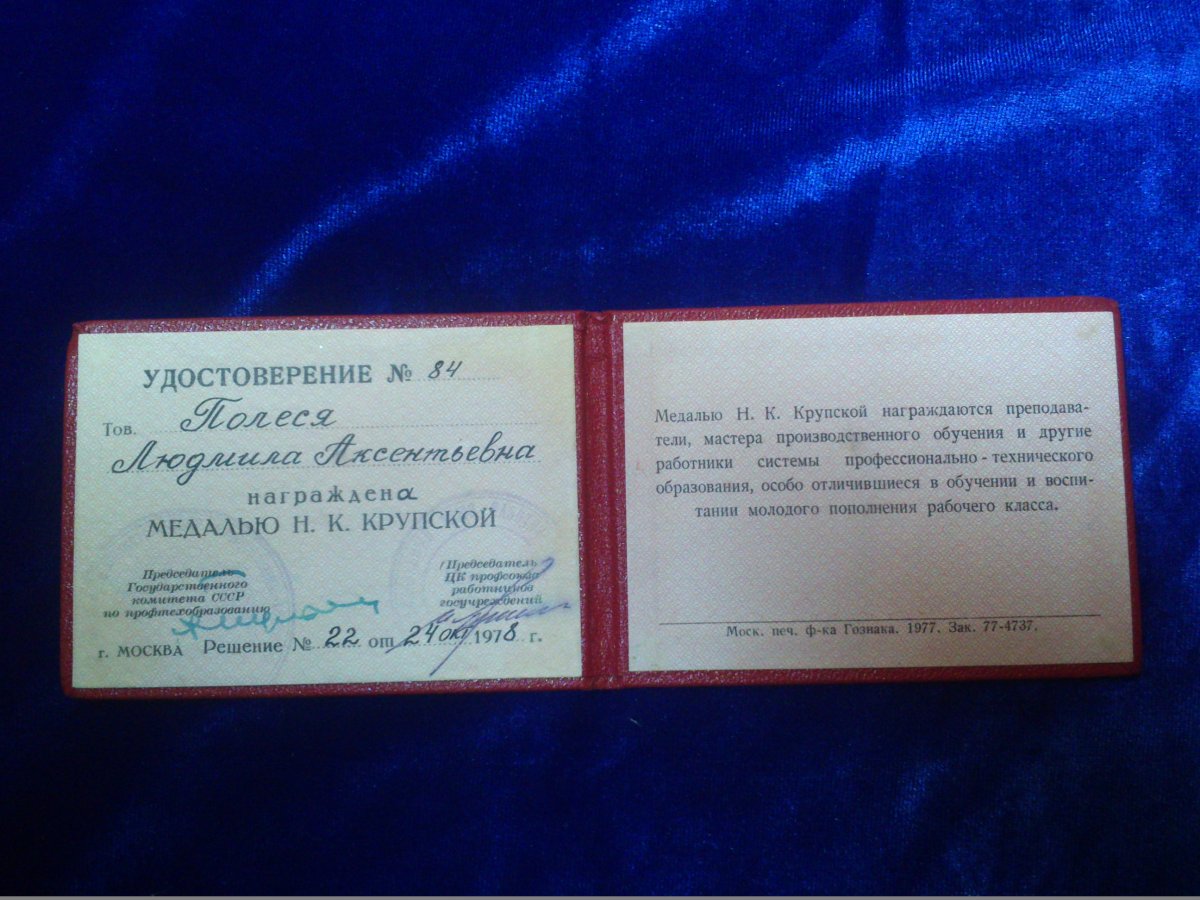 УДОСТОВЕРЕНИЕ № 84
Тов. Полеся
Людмила Аксентьевна
награждена
МЕДАЛЬЮ Н. К. КРУПСКОЙ
Председатель
Государственного
комитета СССР
по профтехобразованию
Председатель
ЦК профсоюза
работников
госучреждений
г. МОСКВА Решение № 22 от 24 окт 1978 г.
Медалью Н. К. Крупской награждаются преподава-
тели, мастера производственного обучения и другие
работники системы профессионально-технического
образования, особо отличившиеся в обучении и воспи-
тании молодого пополнения рабочего класса.
Моск. печ. ф-ка Гознака. 1977. Зак. 77-4737.